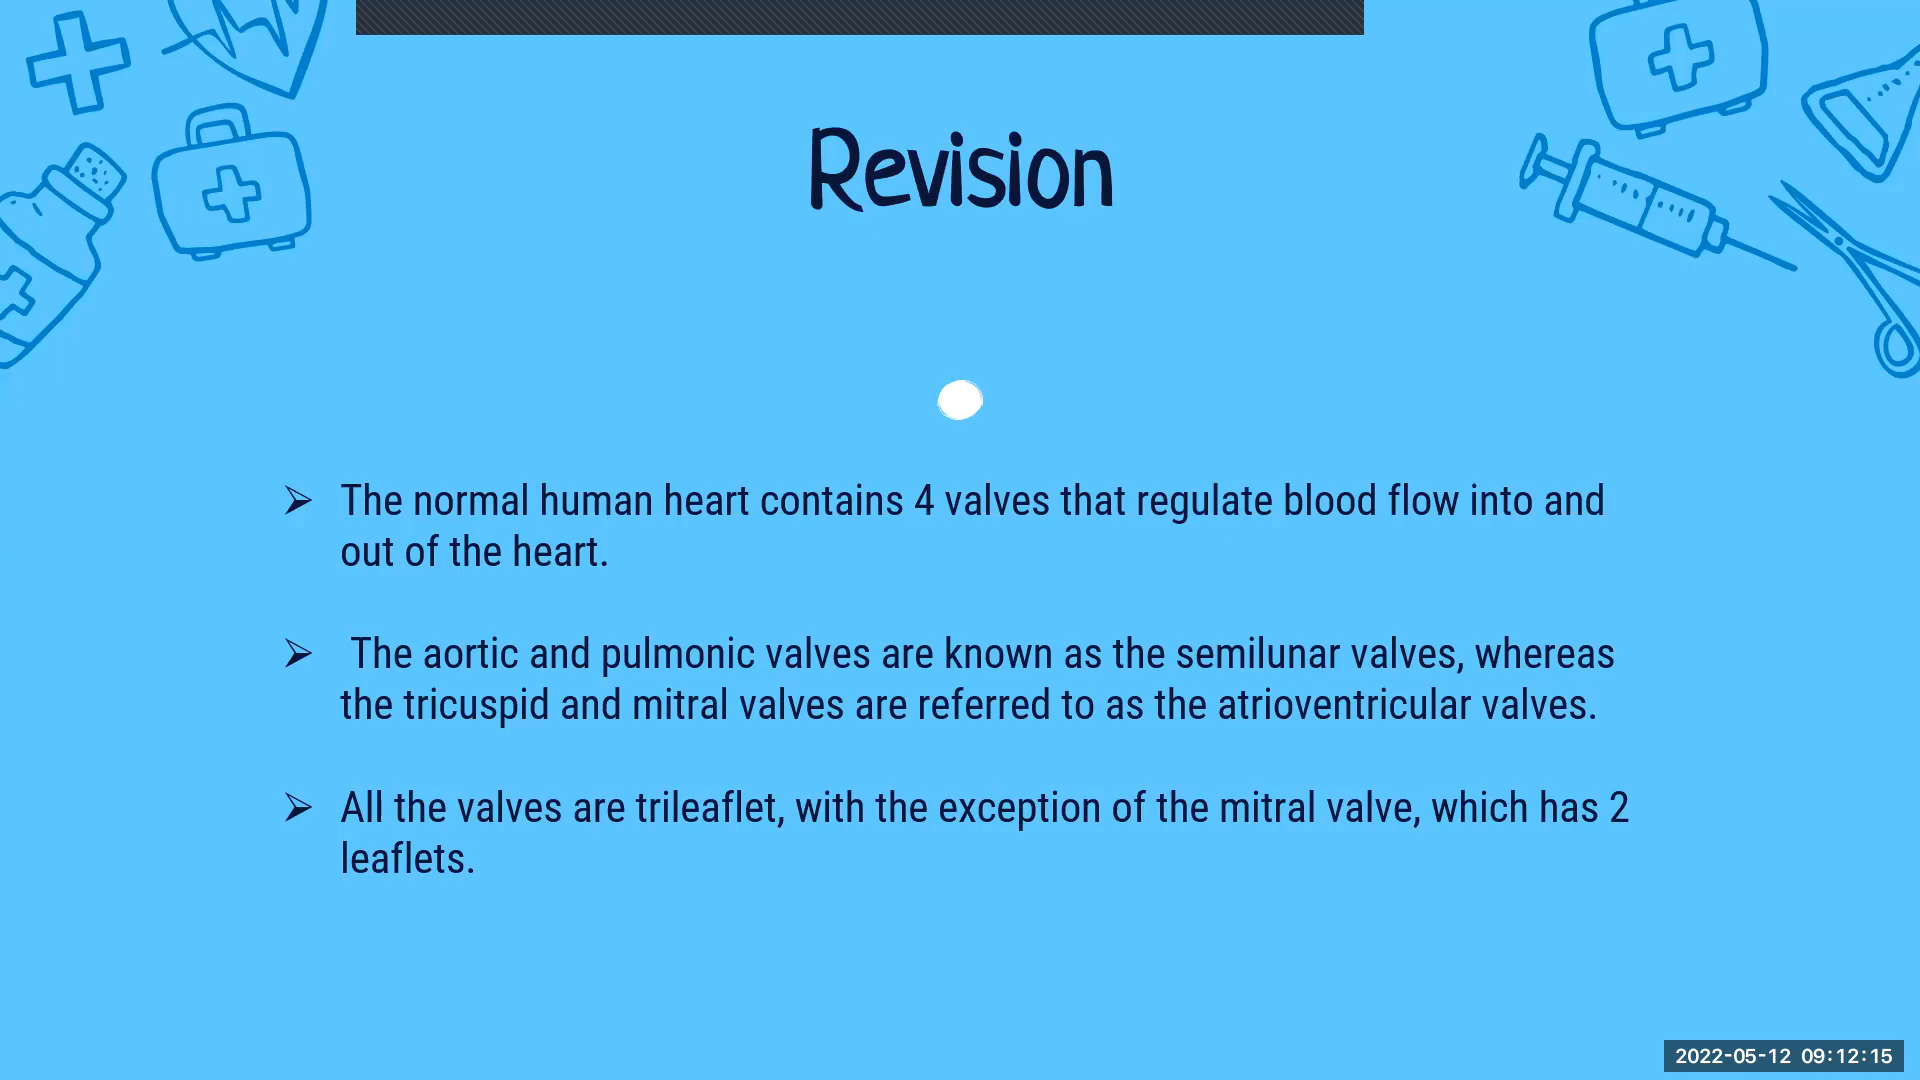 Revision
➢ The normal human heart contains 4 valves that regulate blood flow into and
out of the heart.
➢ The aortic and pulmonic valves are known as the semilunar valves, whereas
the tricuspid and mitral valves are referred to as the atrioventricular valves.
➢ All the valves are trileaflet, with the exception of the mitral valve, which has 2
leaflets.
2022-05-12 09:12:15